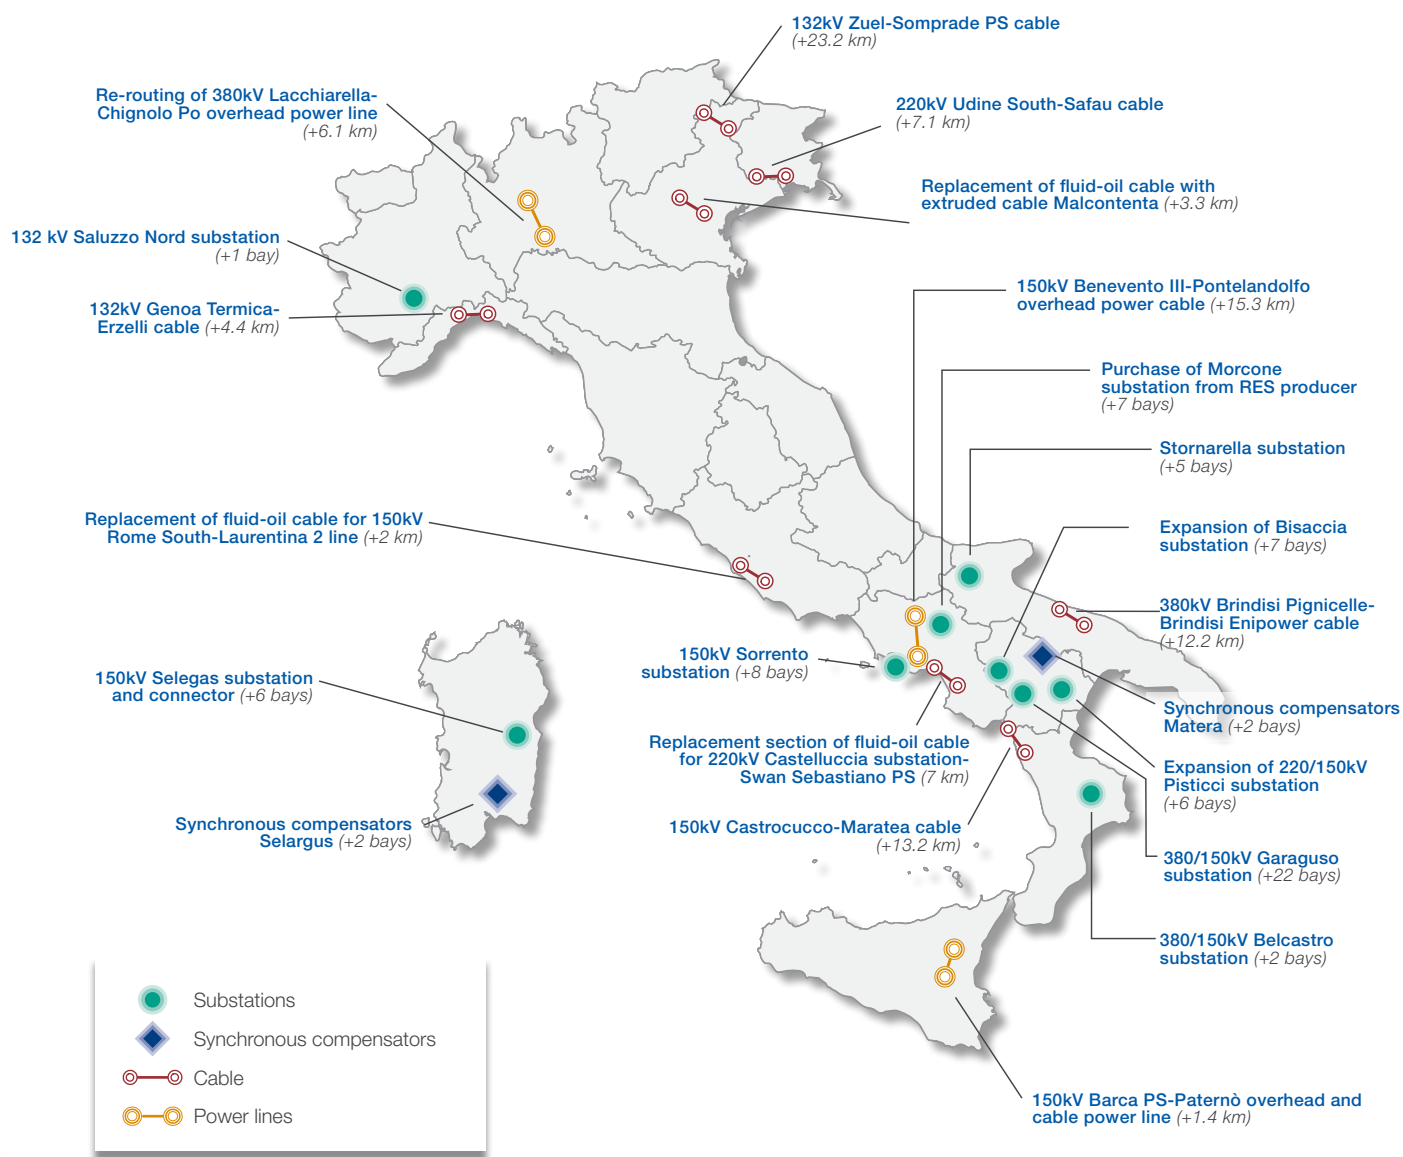 132kV Zuel-Somprade PS cable
(+23.2 km)
Re-routing of 380kV Lacchiarella-
Chignolo Po overhead power line
(+6.1 km)
220kV Udine South-Safau cable
(+7.1 km)
Replacement of fluid-oil cable with
extruded cable Malcontenta (+3.3 km)
132 kV Saluzzo Nord substation
(+1 bay)
132kV Genoa Termica-
Erzelli cable (+4.4 km)
150kV Benevento III-Pontelandolfo
overhead power cable (+15.3 km)
Purchase of Morcone
substation from RES producer
(+7 bays)
Stornarella substation
(+5 bays)
Replacement of fluid-oil cable for 150kV
Rome South-Laurentina 2 line (+2 km)
Expansion of Bisaccia
substation (+7 bays)
380kV Brindisi Pignicelle-
Brindisi Enipower cable
(+12.2 km)
150kV Sorrento
substation (+8 bays)
150kV Selegas substation
and connector (+6 bays)
Synchronous compensators
Matera (+2 bays)
Replacement section of fluid-oil cable
for 220kV Castelluccia substation-
Swan Sebastiano PS (7 km)
Expansion of 220/150kV
Pisticci substation
(+6 bays)
Synchronous compensators
Selargus (+2 bays)
150kV Castrocucco-Maratea cable
(+13.2 km)
380/150kV Garaguso
substation (+22 bays)
380/150kV Belcastro
substation (+2 bays)
Substations
Synchronous compensators
Cable
Power lines
150kV Barca PS-Paternò overhead and
cable power line (+1.4 km)